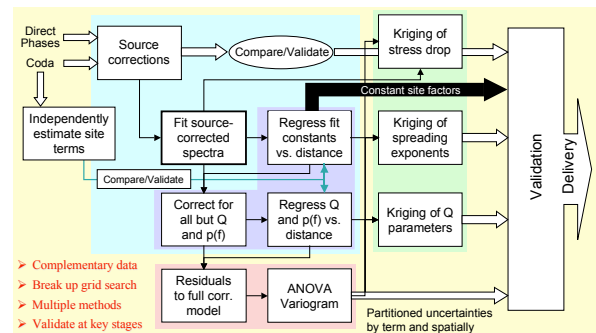 Direct
Phases
Coda
Source
corrections
Compare/Validate
Kriging of
stress drop
Constant site factors
Independently
estimate site
terms
Fit source-
corrected
spectra
Regress fit
constants
vs. distance
Kriging of
spreading
exponents
Compare/Validate
Correct for
all but Q
and p(f)
Regress Q
and p(f) vs.
distance
Kriging of Q
parameters
Validation
Delivery
➢ Complementary data
➢ Break up grid search
➢ Multiple methods
➢ Validate at key stages
Residuals
to full corr.
model
ANOVA
Variogram
Partitioned uncertainties
by term and spatially